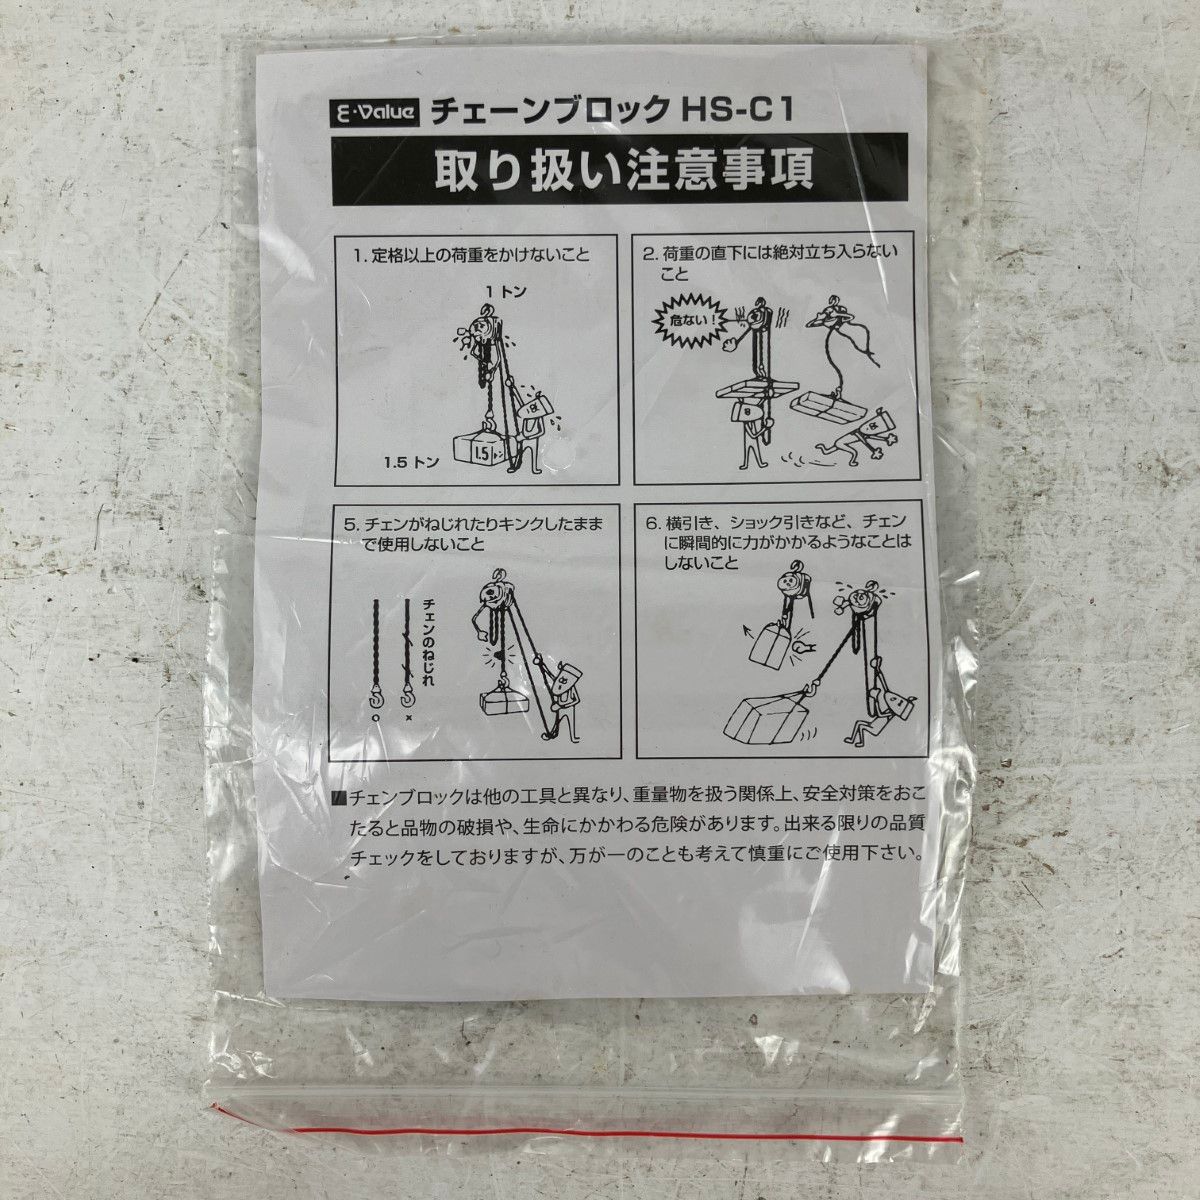 E·Value チェーンブロック HS-C1
取り扱い注意事項
1. 定格以上の荷重をかけないこと
1 トン
1.5 トン
1.5 トン
2. 荷重の直下には絶対立ち入らない
こと
危ない！
5. チェンがねじれたりキンクしたまま
で使用しないこと
チェンのねじれ
○ ×
6. 横引き、ショック引きなど、チェン
に瞬間的に力がかかるようなことは
しないこと
■チェンブロックは他の工具と異なり、重量物を扱う関係上、安全対策をおこ
たると品物の破損や、生命にかかわる危険があります。出来る限りの品質
チェックをしておりますが、万が一のことも考えて慎重にご使用下さい。